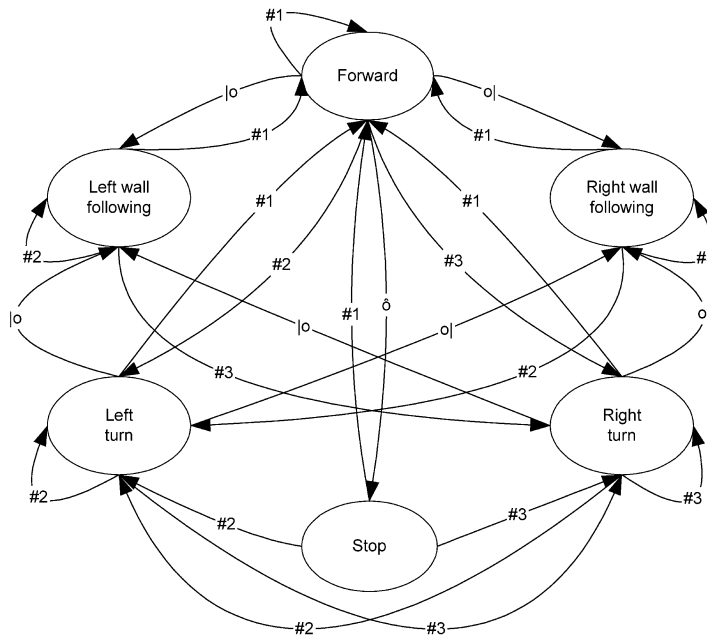 #1
Forward
|o
o|
#1
#1
Left wall
following
Right wall
following
#1
#1
#2
#
#2
#3
|o
#1
ô
|o
o|
o
#3
#2
Left
turn
Right
turn
#2
#3
#2
#3
Stop
#2
#3